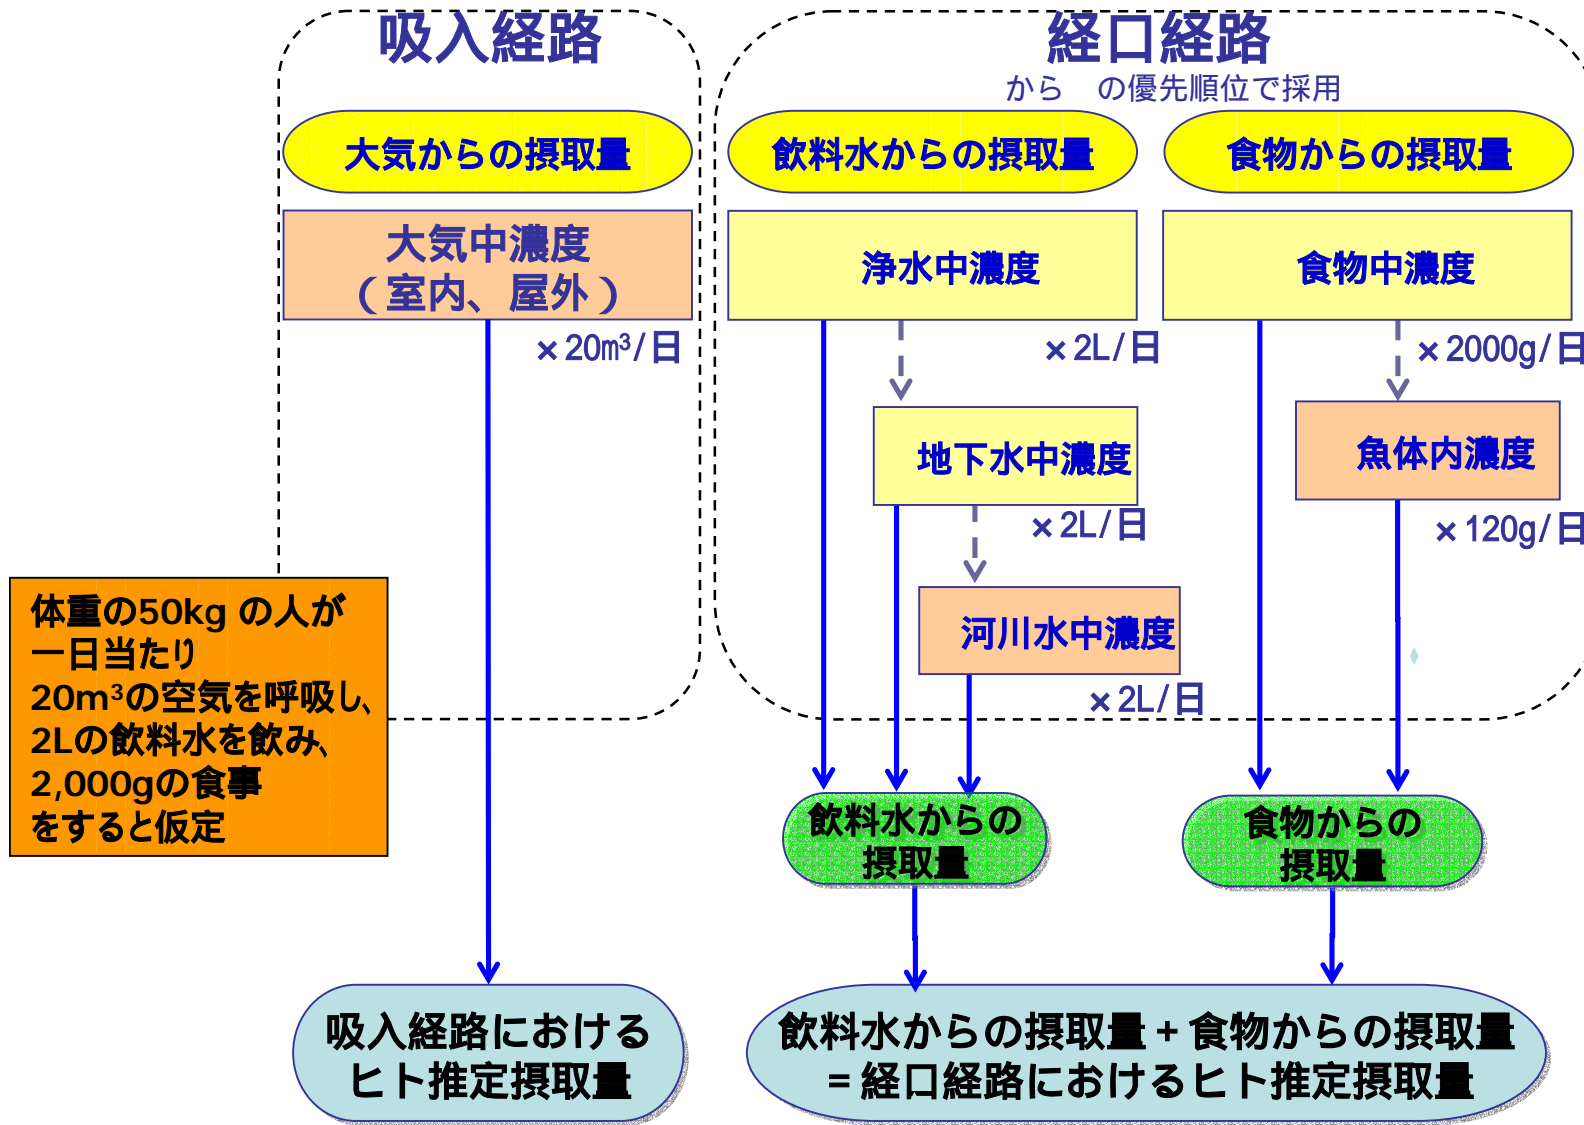 吸入経路
大気からの摂取量
大気中濃度
（室内、屋外）
×20m³/日
経口経路
から　の優先順位で採用
飲料水からの摂取量
浄水中濃度
×2L/日
地下水中濃度
×2L/日
河川水中濃度
×2L/日
食物からの摂取量
食物中濃度
×2000g/日
魚体内濃度
×120g/日
体重の50kg の人が
一日当たり
20m³の空気を呼吸し、
2Lの飲料水を飲み、
2,000gの食事
をすると仮定
飲料水からの
摂取量
食物からの
摂取量
吸入経路における
ヒト推定摂取量
飲料水からの摂取量+食物からの摂取量
=経口経路におけるヒト推定摂取量